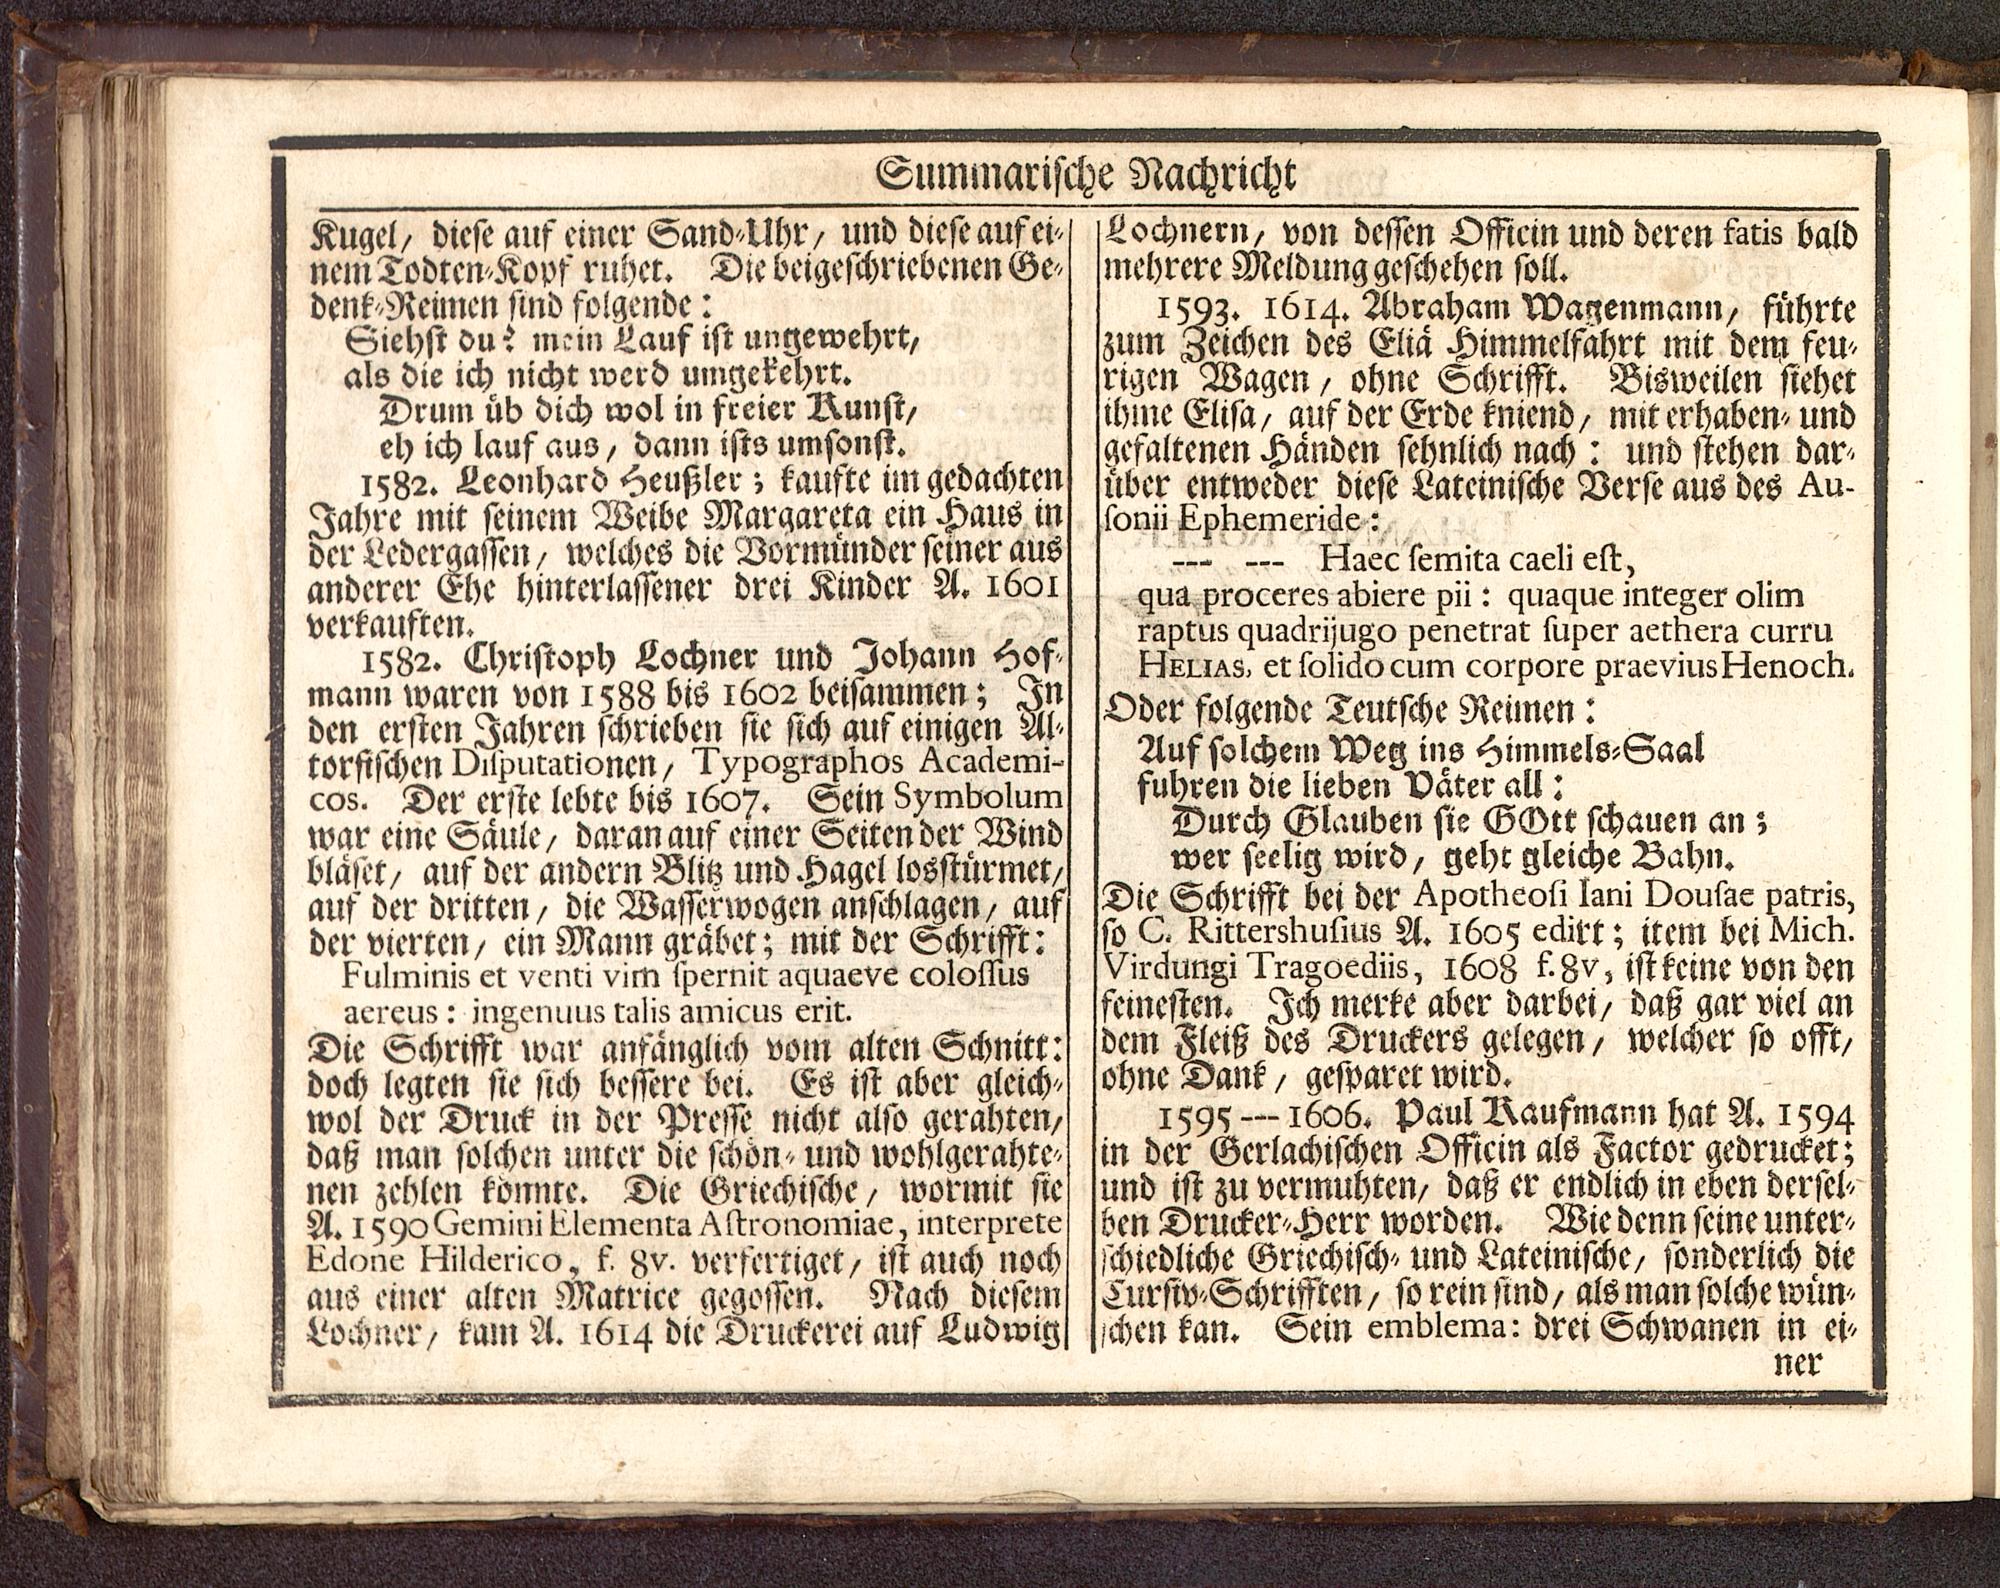 Summarische Nachricht
Kugel/ diese auf einer Sand-Uhr/ und diese auf ei-
nem Todten-Kopf ruhet. Die beigeschriebenen Ge-
denk-Reimen sind folgende:
Siehst du? mein Lauf ist ungewehrt,
als die ich nicht werd umgekehrt.
Drum üb dich wol in freier Kunst,
eh ich lauf aus, dann ists umsonst.
1582. Leonhard Heußler; kaufte im gedachten
Jahre mit seinem Weibe Margareta ein Haus in
der Ledergassen/ welches die Vormünder seiner aus
anderer Ehe hinterlassener drei Kinder A. 1601
verkauften.
1582. Christoph Lochner und Johann Hof-
mann waren von 1588 bis 1602 beisammen; In
den ersten Jahren schrieben sie sich auf einigen Al-
torfischen Disputationen, Typographos Academi-
cos. Der erste lebte bis 1607. Sein Symbolum
war eine Säule/ daran auf einer Seiten der Wind
bläset/ auf der andern Blitz und Hagel losstürmet/
auf der dritten/ die Wasserwogen anschlagen/ auf
der vierten/ ein Mann gräbet; mit der Schrifft:
Fulminis et venti vim spernit aquaeve colossus
aereus: ingenuus talis amicus erit.
Die Schrifft war anfänglich vom alten Schnitt:
doch legten sie sich bessere bei. Es ist aber gleich-
wol der Druck in der Presse nicht also gerahten/
daß man solchen unter die schön- und wohlgerahte-
nen zehlen könnte. Die Griechische/ wormit sie
A. 1590 Gemini Elementa Astronomiae, interprete
Edone Hilderico, f. 8v. verfertiget/ ist auch noch
aus einer alten Matrice gegossen. Nach diesem
Lochner/ kam A. 1614 die Druckerei auf Ludwig
Lochnern/ von dessen Officin und deren fatis bald
mehrere Meldung geschehen soll.
1593. 1614. Abraham Wagenmann/ führte
zum Zeichen des Eliä Himmelfahrt mit dem feu-
rigen Wagen/ ohne Schrifft. Bisweilen siehet
ihme Elisa/ auf der Erde kniend/ mit erhaben- und
gefaltenen Händen sehnlich nach: und stehen dar-
über entweder diese Lateinische Verse aus des Au-
sonii Ephemeride:
--- --- Haec semita caeli est,
qua proceres abiere pii: quaque integer olim
raptus quadrijugo penetrat super aethera curru
HELIAS, et solido cum corpore praevius Henoch.
Oder folgende Teutsche Reimen:
Auf solchem Weg ins Himmels-Saal
fuhren die lieben Väter all:
Durch Glauben sie GOtt schauen an;
wer seelig wird, geht gleiche Bahn.
Die Schrifft bei der Apotheosi Iani Dousae patris,
so C. Rittershusius A. 1605 edirt; item bei Mich.
Virdungi Tragoediis, 1608 f. 8v, ist keine von den
feinesten. Ich merke aber darbei/ daß gar viel an
dem Fleiß des Druckers gelegen/ welcher so offt/
ohne Dank/ gesparet wird.
1595 --- 1606. Paul Kaufmann hat A. 1594
in der Gerlachischen Officin als Factor gedrucket;
und ist zu vermuhten/ daß er endlich in eben dersel-
ben Drucker-Herr worden. Wie denn seine unter-
schiedliche Griechisch- und Lateinische/ sonderlich die
Cursiv-Schrifften/ so rein sind/ als man solche wün-
schen kan. Sein emblema: drei Schwanen in ei-
ner